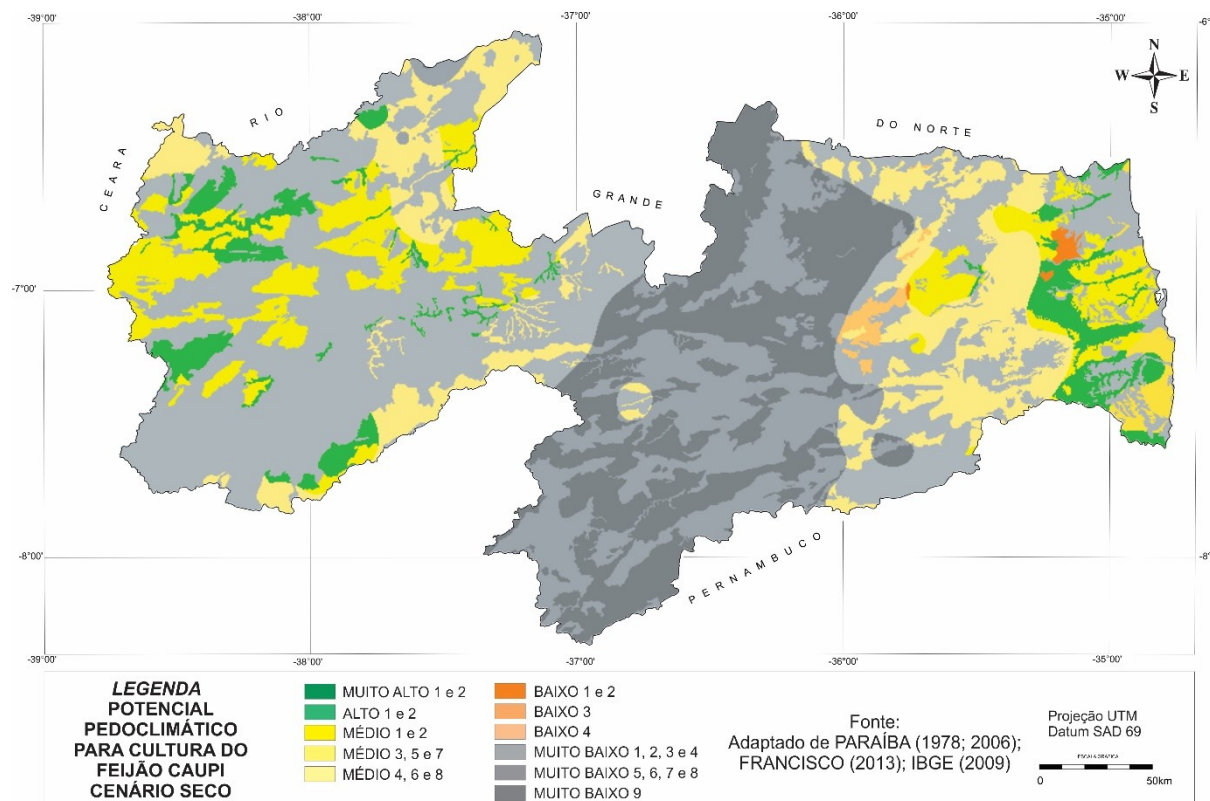 -39°00'
-38°00'
-37°00'
-36°00'
-35°00'
-6°
N
W E
S
RIO
DO NORTE
CEARA
GRANDE
-7°00'
-7°00'
-8°00'
-8°
PERNAMBUCO
-39°00'
-38°00'
-37°00'
-36°00'
-35°00'
LEGENDA
POTENCIAL
PEDOCLIMÁTICO
PARA CULTURA DO
FEIJÃO CAUPI
CENÁRIO SECO
MUITO ALTO 1 e 2
ALTO 1 e 2
MÉDIO 1 e 2
MÉDIO 3, 5 e 7
MÉDIO 4, 6 e 8
BAIXO 1 e 2
BAIXO 3
BAIXO 4
MUITO BAIXO 1, 2, 3 e 4
MUITO BAIXO 5, 6, 7 e 8
MUITO BAIXO 9
Fonte:
Adaptado de PARAÍBA (1978; 2006);
FRANCISCO (2013); IBGE (2009)
Projeção UTM
Datum SAD 69
ESCALA GRÁFICA
0 50km